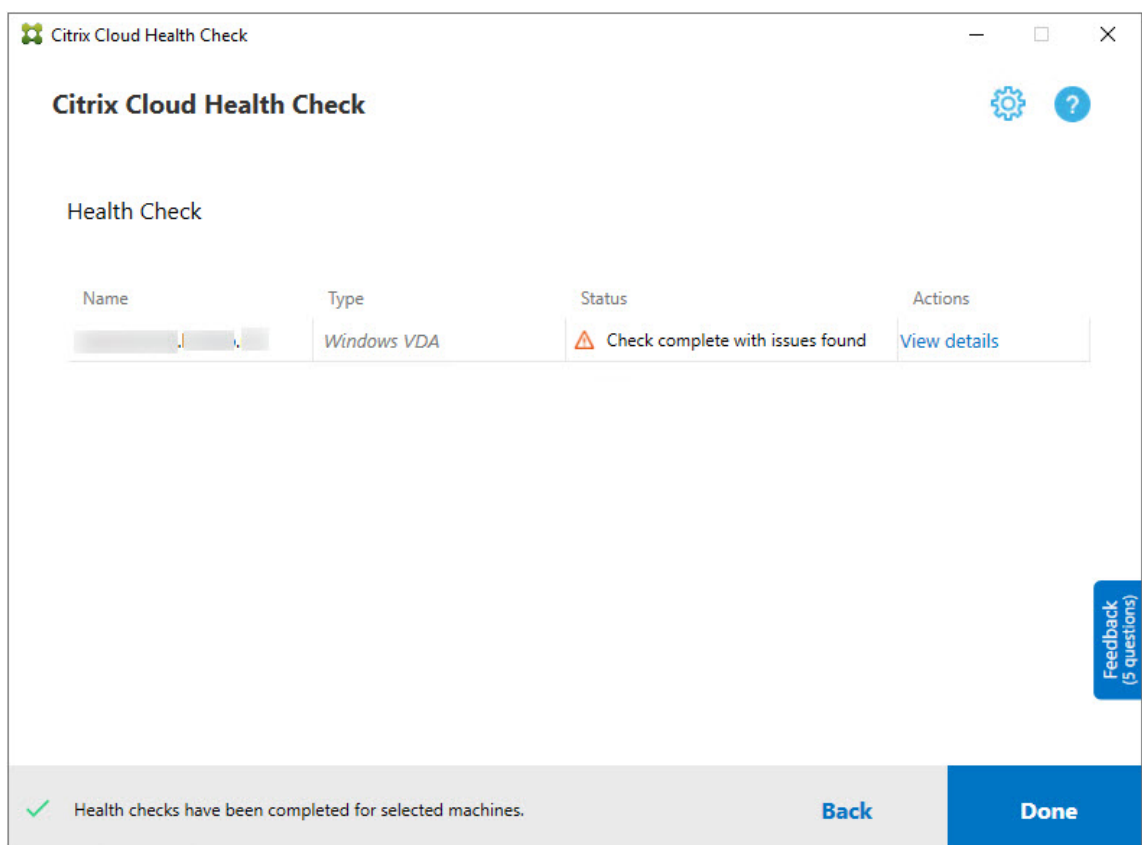 Citrix Cloud Health Check
Citrix Cloud Health Check
?
Health Check
Name Type Status Actions
Windows VDA Check complete with issues found View details
Feedback
(5 questions)
Health checks have been completed for selected machines. Back Done